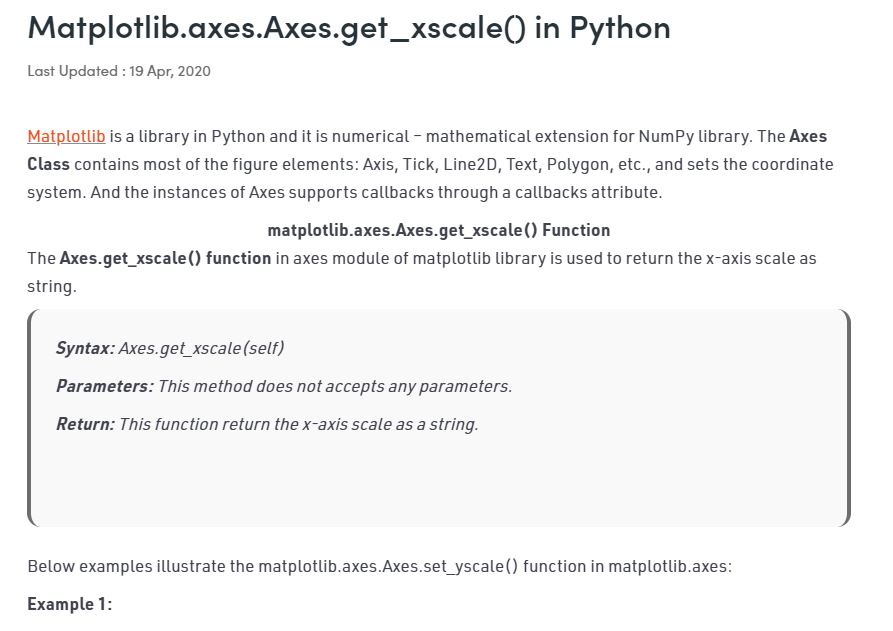 Matplotlib.axes.Axes.get_xscale() in Python
Last Updated : 19 Apr, 2020
Matplotlib is a library in Python and it is numerical – mathematical extension for NumPy library. The Axes
Class contains most of the figure elements: Axis, Tick, Line2D, Text, Polygon, etc., and sets the coordinate
system. And the instances of Axes supports callbacks through a callbacks attribute.
matplotlib.axes.Axes.get_xscale() Function
The Axes.get_xscale() function in axes module of matplotlib library is used to return the x-axis scale as
string.
Syntax: Axes.get_xscale(self)
Parameters: This method does not accepts any parameters.
Return: This function return the x-axis scale as a string.
Below examples illustrate the matplotlib.axes.Axes.set_yscale() function in matplotlib.axes:
Example 1: